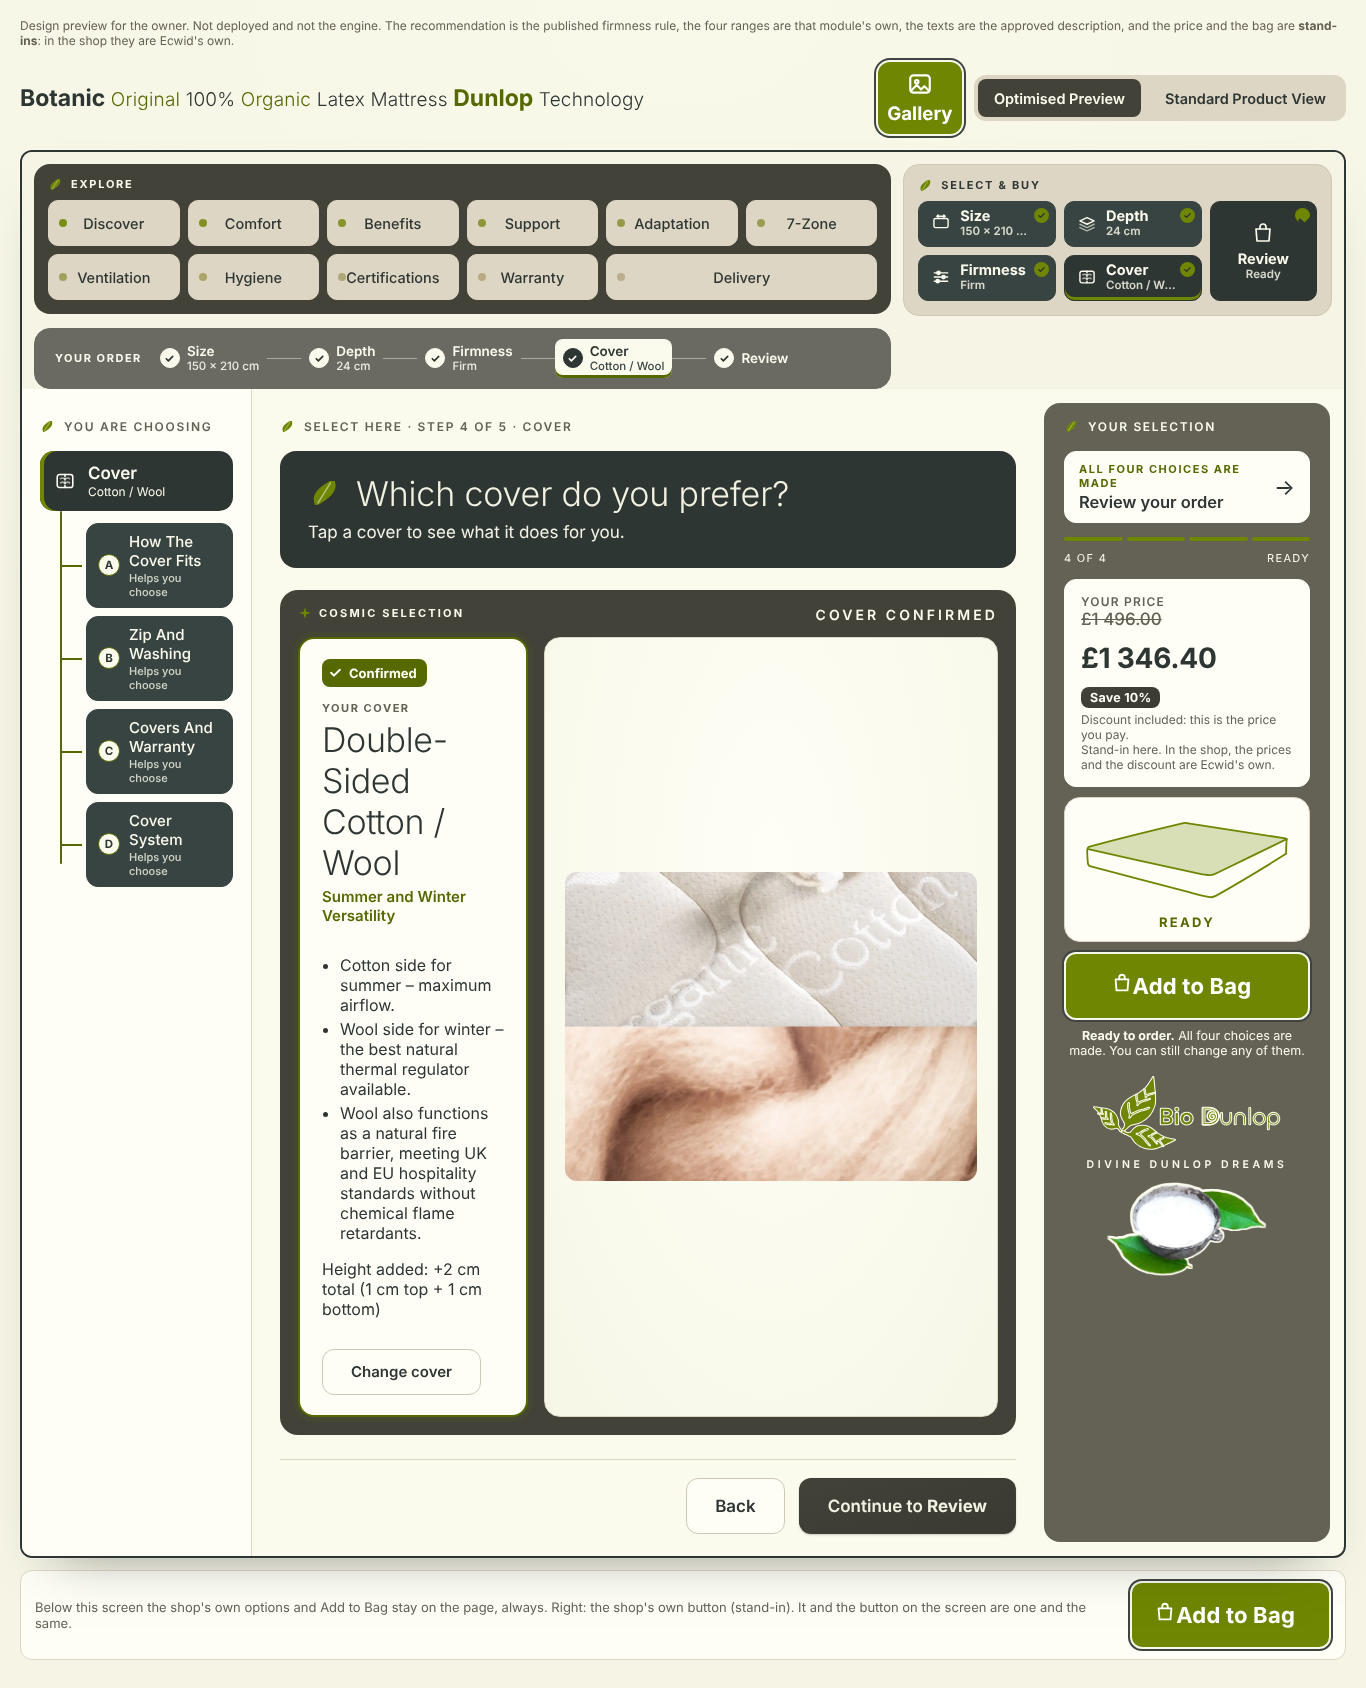 Design preview for the owner. Not deployed and not the engine. The recommendation is the published firmness rule, the four ranges are that module's own, the texts are the approved description, and the price and the bag are stand-
ins: in the shop they are Ecwid's own.
Botanic Original 100% Organic Latex Mattress Dunlop Technology
Gallery
Optimised Preview
Standard Product View
EXPLORE
Discover
Comfort
Benefits
Support
Adaptation
7-Zone
Ventilation
Hygiene
Certifications
Warranty
Delivery
SELECT & BUY
Size
150 × 210 ...
Depth
24 cm
Firmness
Firm
Cover
Cotton / W...
Review
Ready
YOUR ORDER
Size
150 × 210 cm
Depth
24 cm
Firmness
Firm
Cover
Cotton / Wool
Review
YOU ARE CHOOSING
Cover
Cotton / Wool
A
How The
Cover Fits
Helps you
choose
B
Zip And
Washing
Helps you
choose
C
Covers And
Warranty
Helps you
choose
D
Cover
System
Helps you
choose
SELECT HERE · STEP 4 OF 5 · COVER
Which cover do you prefer?
Tap a cover to see what it does for you.
COSMIC SELECTION
COVER CONFIRMED
Confirmed
YOUR COVER
Double-
Sided
Cotton /
Wool
Summer and Winter
Versatility
• Cotton side for
summer – maximum
airflow.
• Wool side for winter –
the best natural
thermal regulator
available.
• Wool also functions
as a natural fire
barrier, meeting UK
and EU hospitality
standards without
chemical flame
retardants.
Height added: +2 cm
total (1 cm top + 1 cm
bottom)
Change cover
rganic Cotton
Back
Continue to Review
YOUR SELECTION
ALL FOUR CHOICES ARE
MADE
Review your order
4 OF 4
READY
YOUR PRICE
£1 496.00
£1 346.40
Save 10%
Discount included: this is the price
you pay.
Stand-in here. In the shop, the prices
and the discount are Ecwid's own.
READY
Add to Bag
Ready to order. All four choices are
made. You can still change any of them.
Bio Dunlop
DIVINE DUNLOP DREAMS
Below this screen the shop's own options and Add to Bag stay on the page, always. Right: the shop's own button (stand-in). It and the button on the screen are one and the
same.
Add to Bag